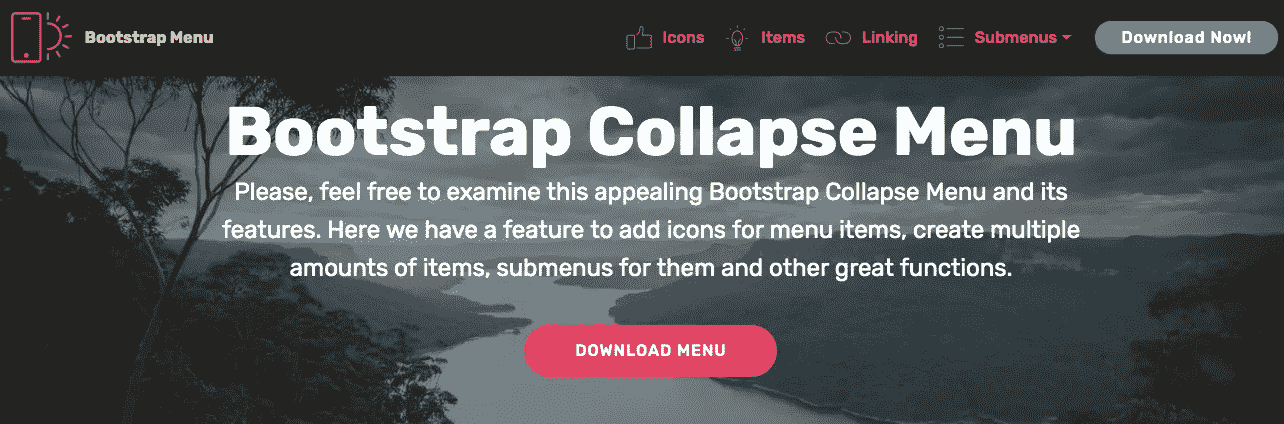 Bootstrap Menu
Icons
Items
Linking
Submenus
Download Now!
Bootstrap Collapse Menu
Please, feel free to examine this appealing Bootstrap Collapse Menu and its
features. Here we have a feature to add icons for menu items, create multiple
amounts of items, submenus for them and other great functions.
DOWNLOAD MENU